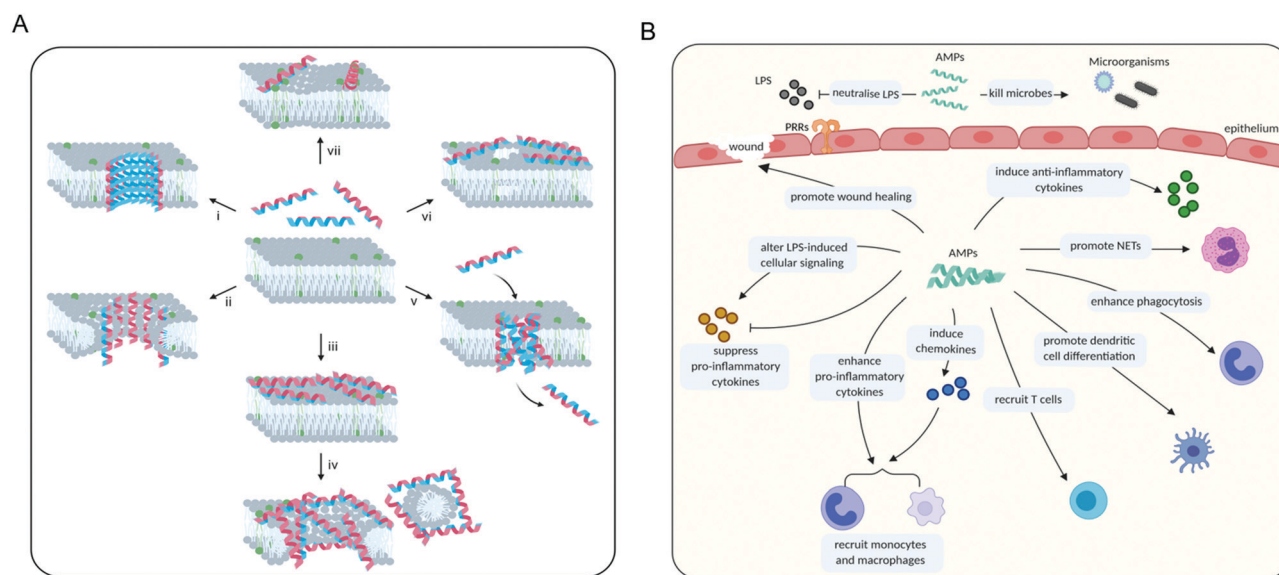 A
vii
i
vi
ii
v
iii
iv
B
LPS
neutralise LPS
AMPs
kill microbes
Microorganisms
PRRs
wound
epithelium
induce anti-inflammatory
cytokines
promote wound healing
alter LPS-induced
cellular signaling
AMPs
promote NETs
enhance phagocytosis
suppress
pro-inflammatory
cytokines
enhance
pro-inflammatory
cytokines
induce
chemokines
promote dendritic
cell differentiation
recruit T cells
recruit monocytes
and macrophages